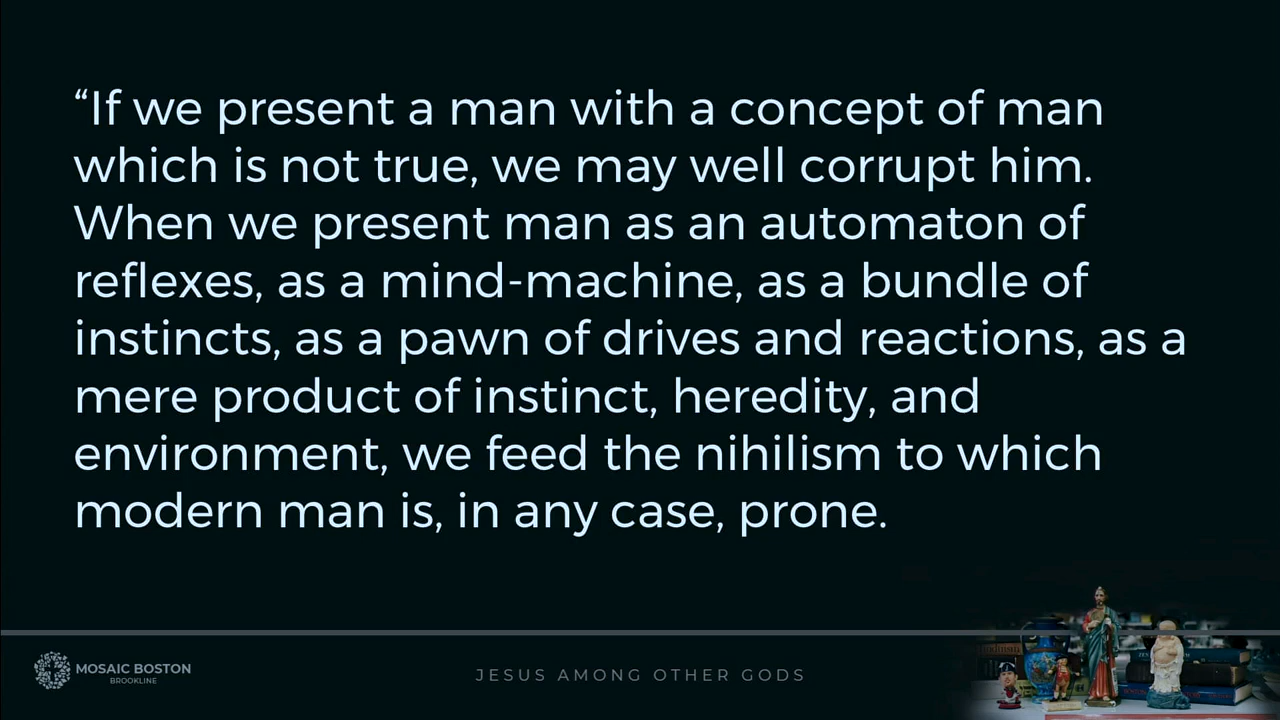 “If we present a man with a concept of man
which is not true, we may well corrupt him.
When we present man as an automaton of
reflexes, as a mind-machine, as a bundle of
instincts, as a pawn of drives and reactions, as a
mere product of instinct, heredity, and
environment, we feed the nihilism to which
modern man is, in any case, prone.
MOSAIC BOSTON
BROOKLINE
JESUS AMONG OTHER GODS